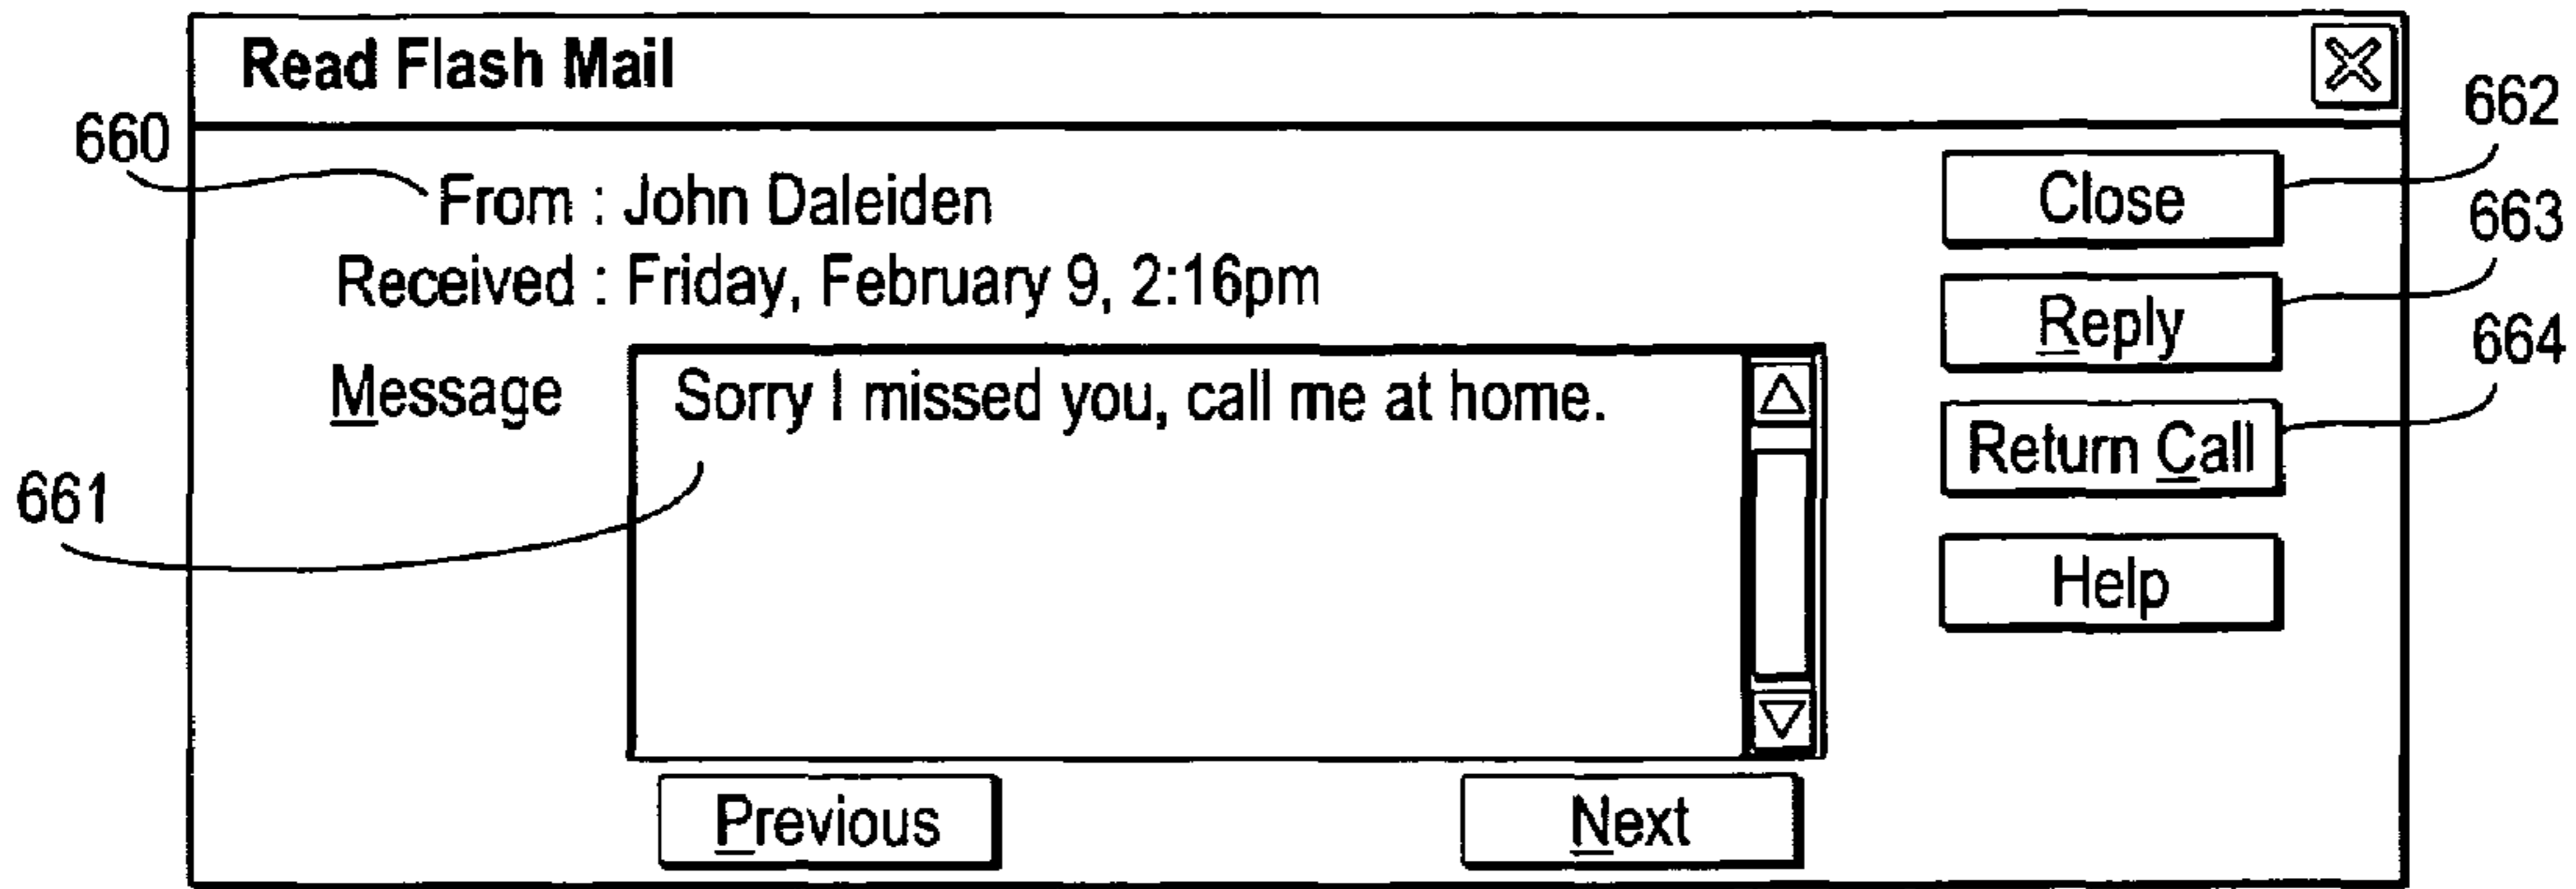 Read Flash Mail
662
660
From : John Daleiden
Close
663
Received : Friday, February 9, 2:16pm
Reply
664
Message
Sorry I missed you, call me at home.
Return Call
661
Help
Previous
Next